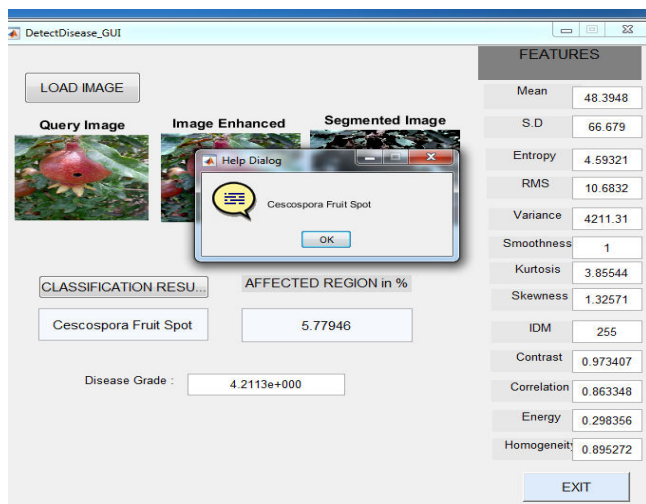 DetectDisease_GUI
FEATURES
LOAD IMAGE
Query Image
Image Enhanced
Segmented Image
Help Dialog
Cescospora Fruit Spot
OK
CLASSIFICATION RESU...
AFFECTED REGION in %
Cescospora Fruit Spot
5.77946
Disease Grade :
4.2113e+000
Mean
48.3948
S.D
66.679
Entropy
4.59321
RMS
10.6832
Variance
4211.31
Smoothness
1
Kurtosis
3.85544
Skewness
1.32571
IDM
255
Contrast
0.973407
Correlation
0.863348
Energy
0.298356
Homogeneit
0.895272
EXIT